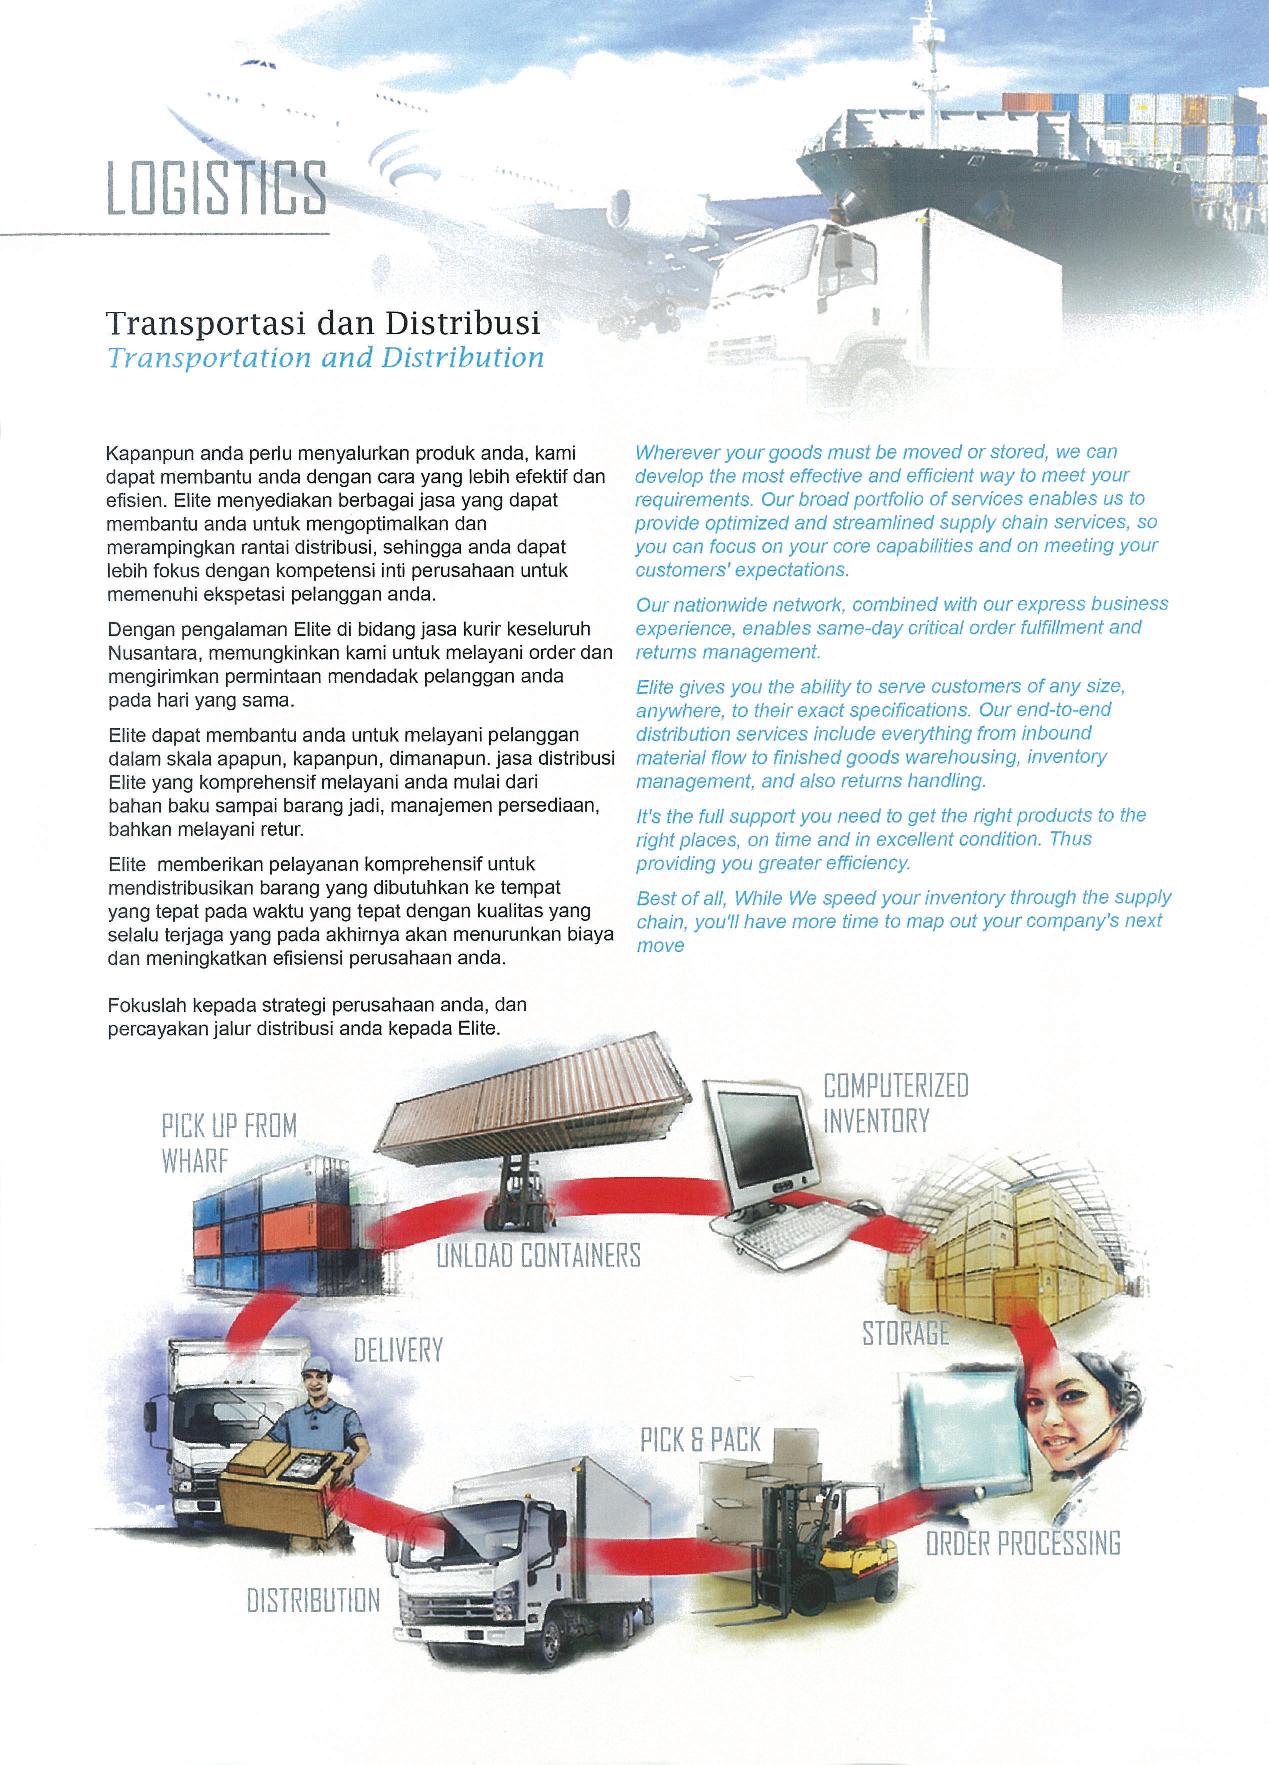 LOGISTICS
Transportasi dan Distribusi
Transportation and Distribution
Kapanpun anda perlu menyalurkan produk anda, kami
dapat membantu anda dengan cara yang lebih efektif dan
efisien. Elite menyediakan berbagai jasa yang dapat
membantu anda untuk mengoptimalkan dan
merampingkan rantai distribusi, sehingga anda dapat
lebih fokus dengan kompetensi inti perusahaan untuk
memenuhi ekspetasi pelanggan anda.
Dengan pengalaman Elite di bidang jasa kurir keseluruh
Nusantara, memungkinkan kami untuk melayani order dan
mengirimkan permintaan mendadak pelanggan anda
pada hari yang sama.
Elite dapat membantu anda untuk melayani pelanggan
dalam skala apapun, kapanpun, dimanapun. jasa distribusi
Elite yang komprehensif melayani anda mulai dari
bahan baku sampai barang jadi, manajemen persediaan,
bahkan melayani retur.
Elite memberikan pelayanan komprehensif untuk
mendistribusikan barang yang dibutuhkan ke tempat
yang tepat pada waktu yang tepat dengan kualitas yang
selalu terjaga yang pada akhirnya akan menurunkan biaya
dan meningkatkan efisiensi perusahaan anda.
Fokuslah kepada strategi perusahaan anda, dan
percayakan jalur distribusi anda kepada Elite.
Wherever your goods must be moved or stored, we can
develop the most effective and efficient way to meet your
requirements. Our broad portfolio of services enables us to
provide optimized and streamlined supply chain services, so
you can focus on your core capabilities and on meeting your
customers' expectations.
Our nationwide network, combined with our express business
experience, enables same-day critical order fulfillment and
returns management.
Elite gives you the ability to serve customers of any size,
anywhere, to their exact specifications. Our end-to-end
distribution services include everything from inbound
material flow to finished goods warehousing, inventory
management, and also returns handling.
It's the full support you need to get the right products to the
right places, on time and in excellent condition. Thus
providing you greater efficiency.
Best of all, While We speed your inventory through the supply
chain, you'll have more time to map out your company's next
move
PICK UP FROM
WHARF
UNLOAD CONTAINERS
COMPUTERIZED
INVENTORY
STORAGE
ORDER PROCESSING
PICK & PACK
DISTRIBUTION
DELIVERY